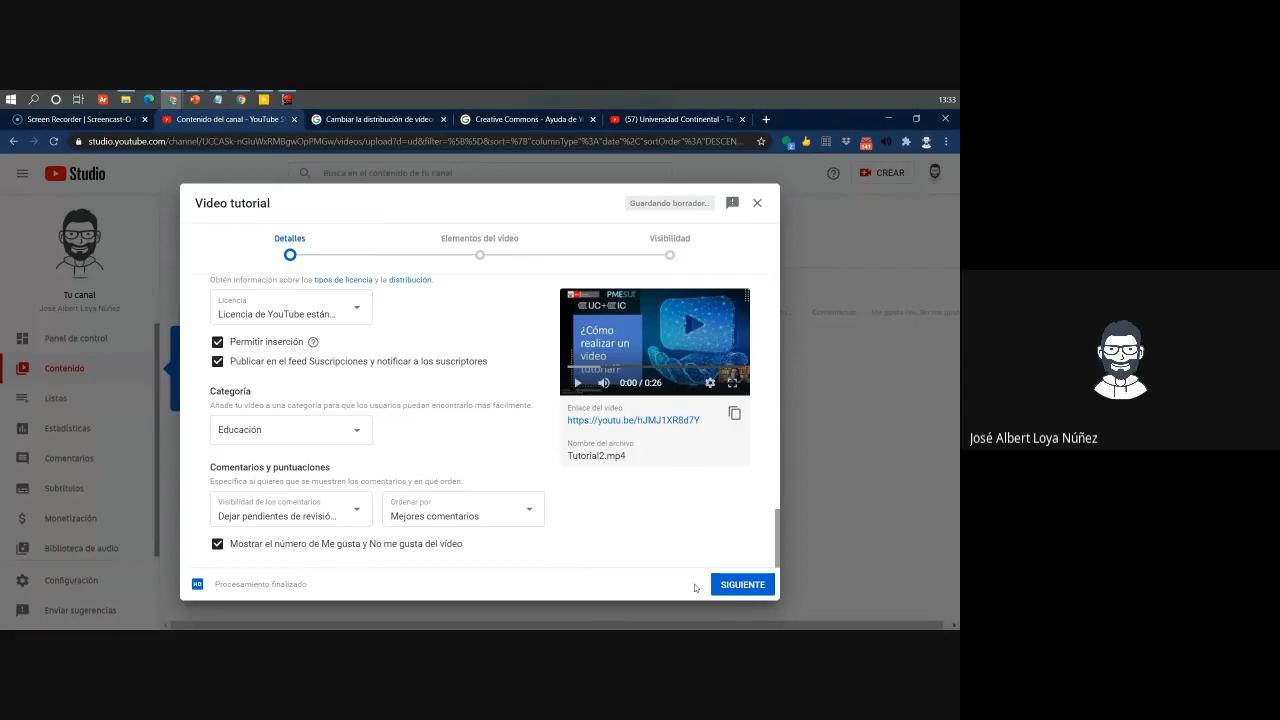 13:33
Screen Recorder | Screencast-O-
Contenido del canal - YouTube S
Cambiar la distribución de vídeo
Creative Commons - Ayuda de Y
(57) Universidad Continental - Te
studio.youtube.com/channel/UCCASk-nGluWxRMBgwOpPMGw/videos/upload?d=ud&filter=%5B%5D&sort=%7B"columnType"%3A"date"%2C"sortOrder"%3A"DESCEN...
Studio
Busca en el contenido de tu canal
CREAR
Tu canal
José Albert Loya Núñez
Panel de control
Contenido
Listas
Estadísticas
Comentarios
Subtítulos
Monetización
Biblioteca de audio
Configuración
Enviar sugerencias
Video tutorial
Guardando borrador...
Detalles
Elementos del vídeo
Visibilidad
Obtén información sobre los tipos de licencia y la distribución.
Licencia
Licencia de YouTube están...
Permitir inserción
Publicar en el feed Suscripciones y notificar a los suscriptores
Categoría
Añade tu vídeo a una categoría para que los usuarios puedan encontrarlo más fácilmente.
Educación
Comentarios y puntuaciones
Especifica si quieres que se muestren los comentarios y en qué orden.
Visibilidad de los comentarios
Dejar pendientes de revisió...
Ordenar por
Mejores comentarios
Mostrar el número de Me gusta y No me gusta del vídeo
PMESUT
UC+ IC
¿Cómo
realizar un
video
tutorial?
0:00 / 0:26
Enlace del vídeo
https://youtu.be/hJMJ1XR8d7Y
Nombre del archivo
Tutorial2.mp4
Procesamiento finalizado
SIGUIENTE
José Albert Loya Núñez